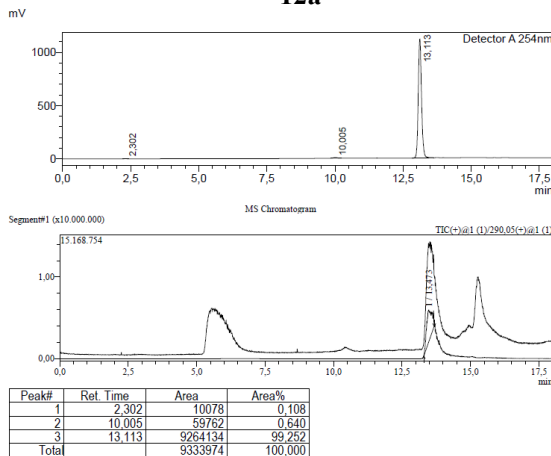 12a
mV
Detector A 254nm
1000
500
0
2,302
10,005
13,113
0,0 2,5 5,0 7,5 10,0 12,5 15,0 17,5
min
MS Chromatogram
Segment#1 (x10.000.000)
TIC(+)@1 (1)/290,05(+)@1 (1)
15.168.754
1,00
0,00
1 / 13,473
0,0 2,5 5,0 7,5 10,0 12,5 15,0 17,5
min
Peak# Ret. Time Area Area%
1 2,302 10078 0,108
2 10,005 59762 0,640
3 13,113 9264134 99,252
Total 9333974 100,000